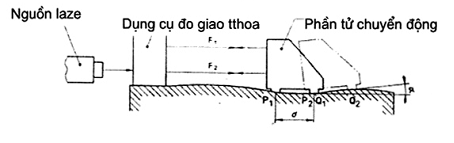 Nguồn laze
Dụng cụ đo giao tthoa
Phần tử chuyển động
F₁
F₂
P₁
P₂
Q₁
Q₂
d